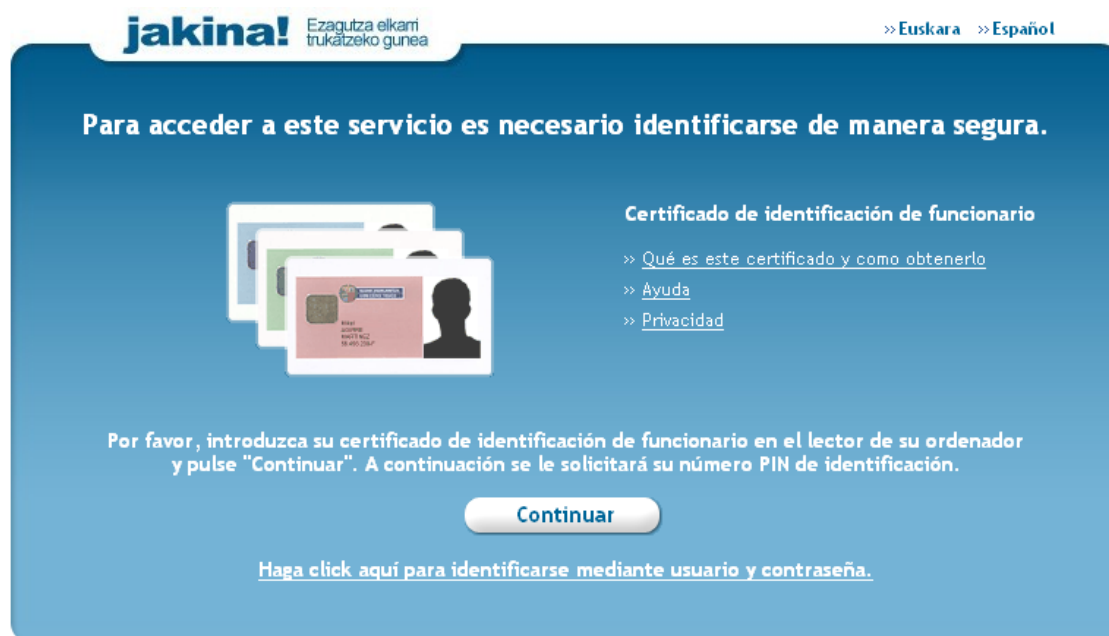 jakina!
Ezagutza elkarri
trukatzeko gunea
»Euskara »Español
Para acceder a este servicio es necesario identificarse de manera segura.
Certificado de identificación de funcionario
» Qué es este certificado y como obtenerlo
» Ayuda
» Privacidad
Por favor, introduzca su certificado de identificación de funcionario en el lector de su ordenador
y pulse "Continuar". A continuación se le solicitará su número PIN de identificación.
Continuar
Haga click aquí para identificarse mediante usuario y contraseña.